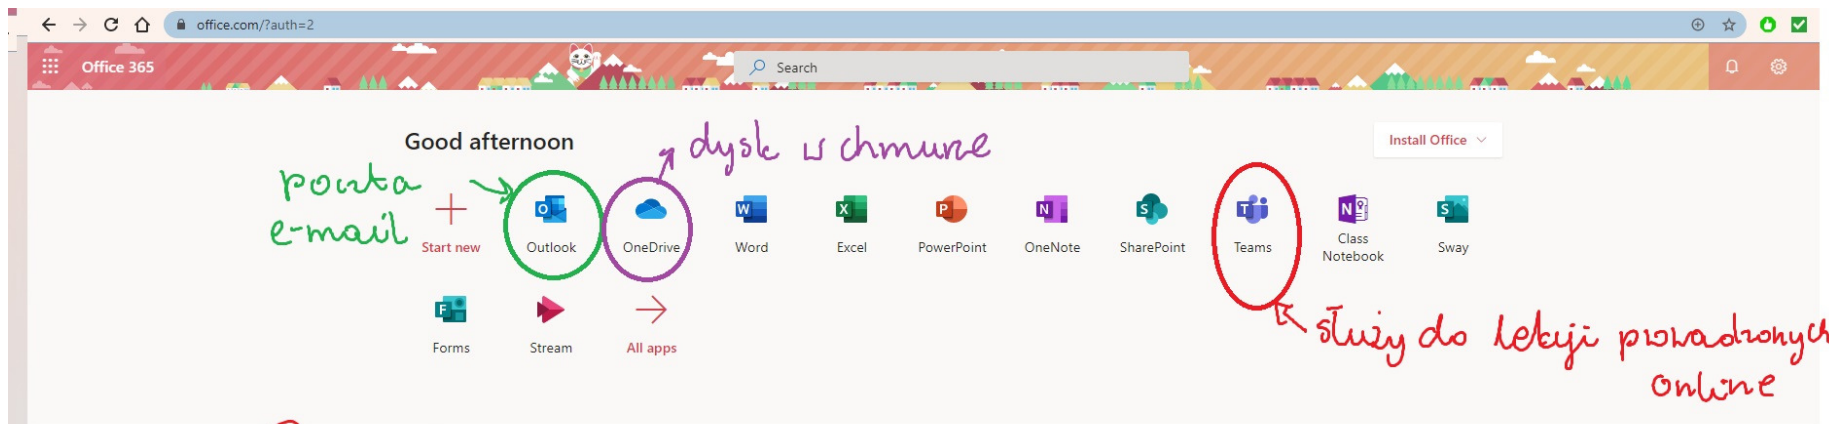 office.com/?auth=2
Office 365
Search
Good afternoon
dysk w chmurze
Install Office
poczta
e-mail
Start new
Outlook
OneDrive
Word
Excel
PowerPoint
OneNote
SharePoint
Teams
Class
Notebook
Sway
Forms
Stream
All apps
służy do lekcji prowadzonych
online